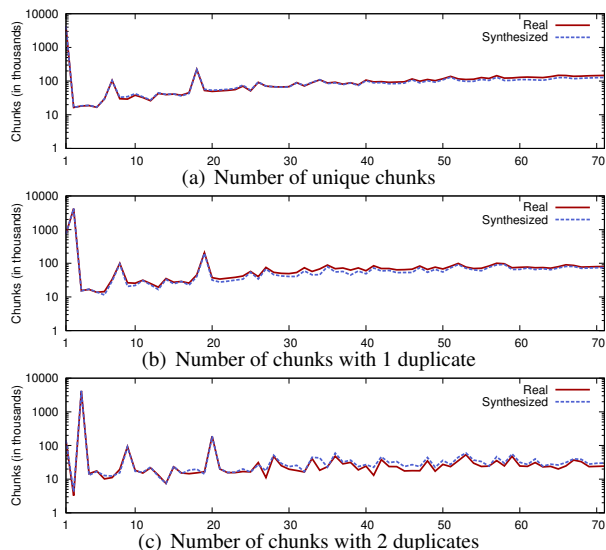 10000
1000
100
10
1
Chunks (in thousands)
Real
Synthesized
1 10 20 30 40 50 60 70
(a) Number of unique chunks
10000
1000
100
10
1
Chunks (in thousands)
Real
Synthesized
1 10 20 30 40 50 60 70
(b) Number of chunks with 1 duplicate
10000
1000
100
10
1
Chunks (in thousands)
Real
Synthesized
1 10 20 30 40 50 60 70
(c) Number of chunks with 2 duplicates